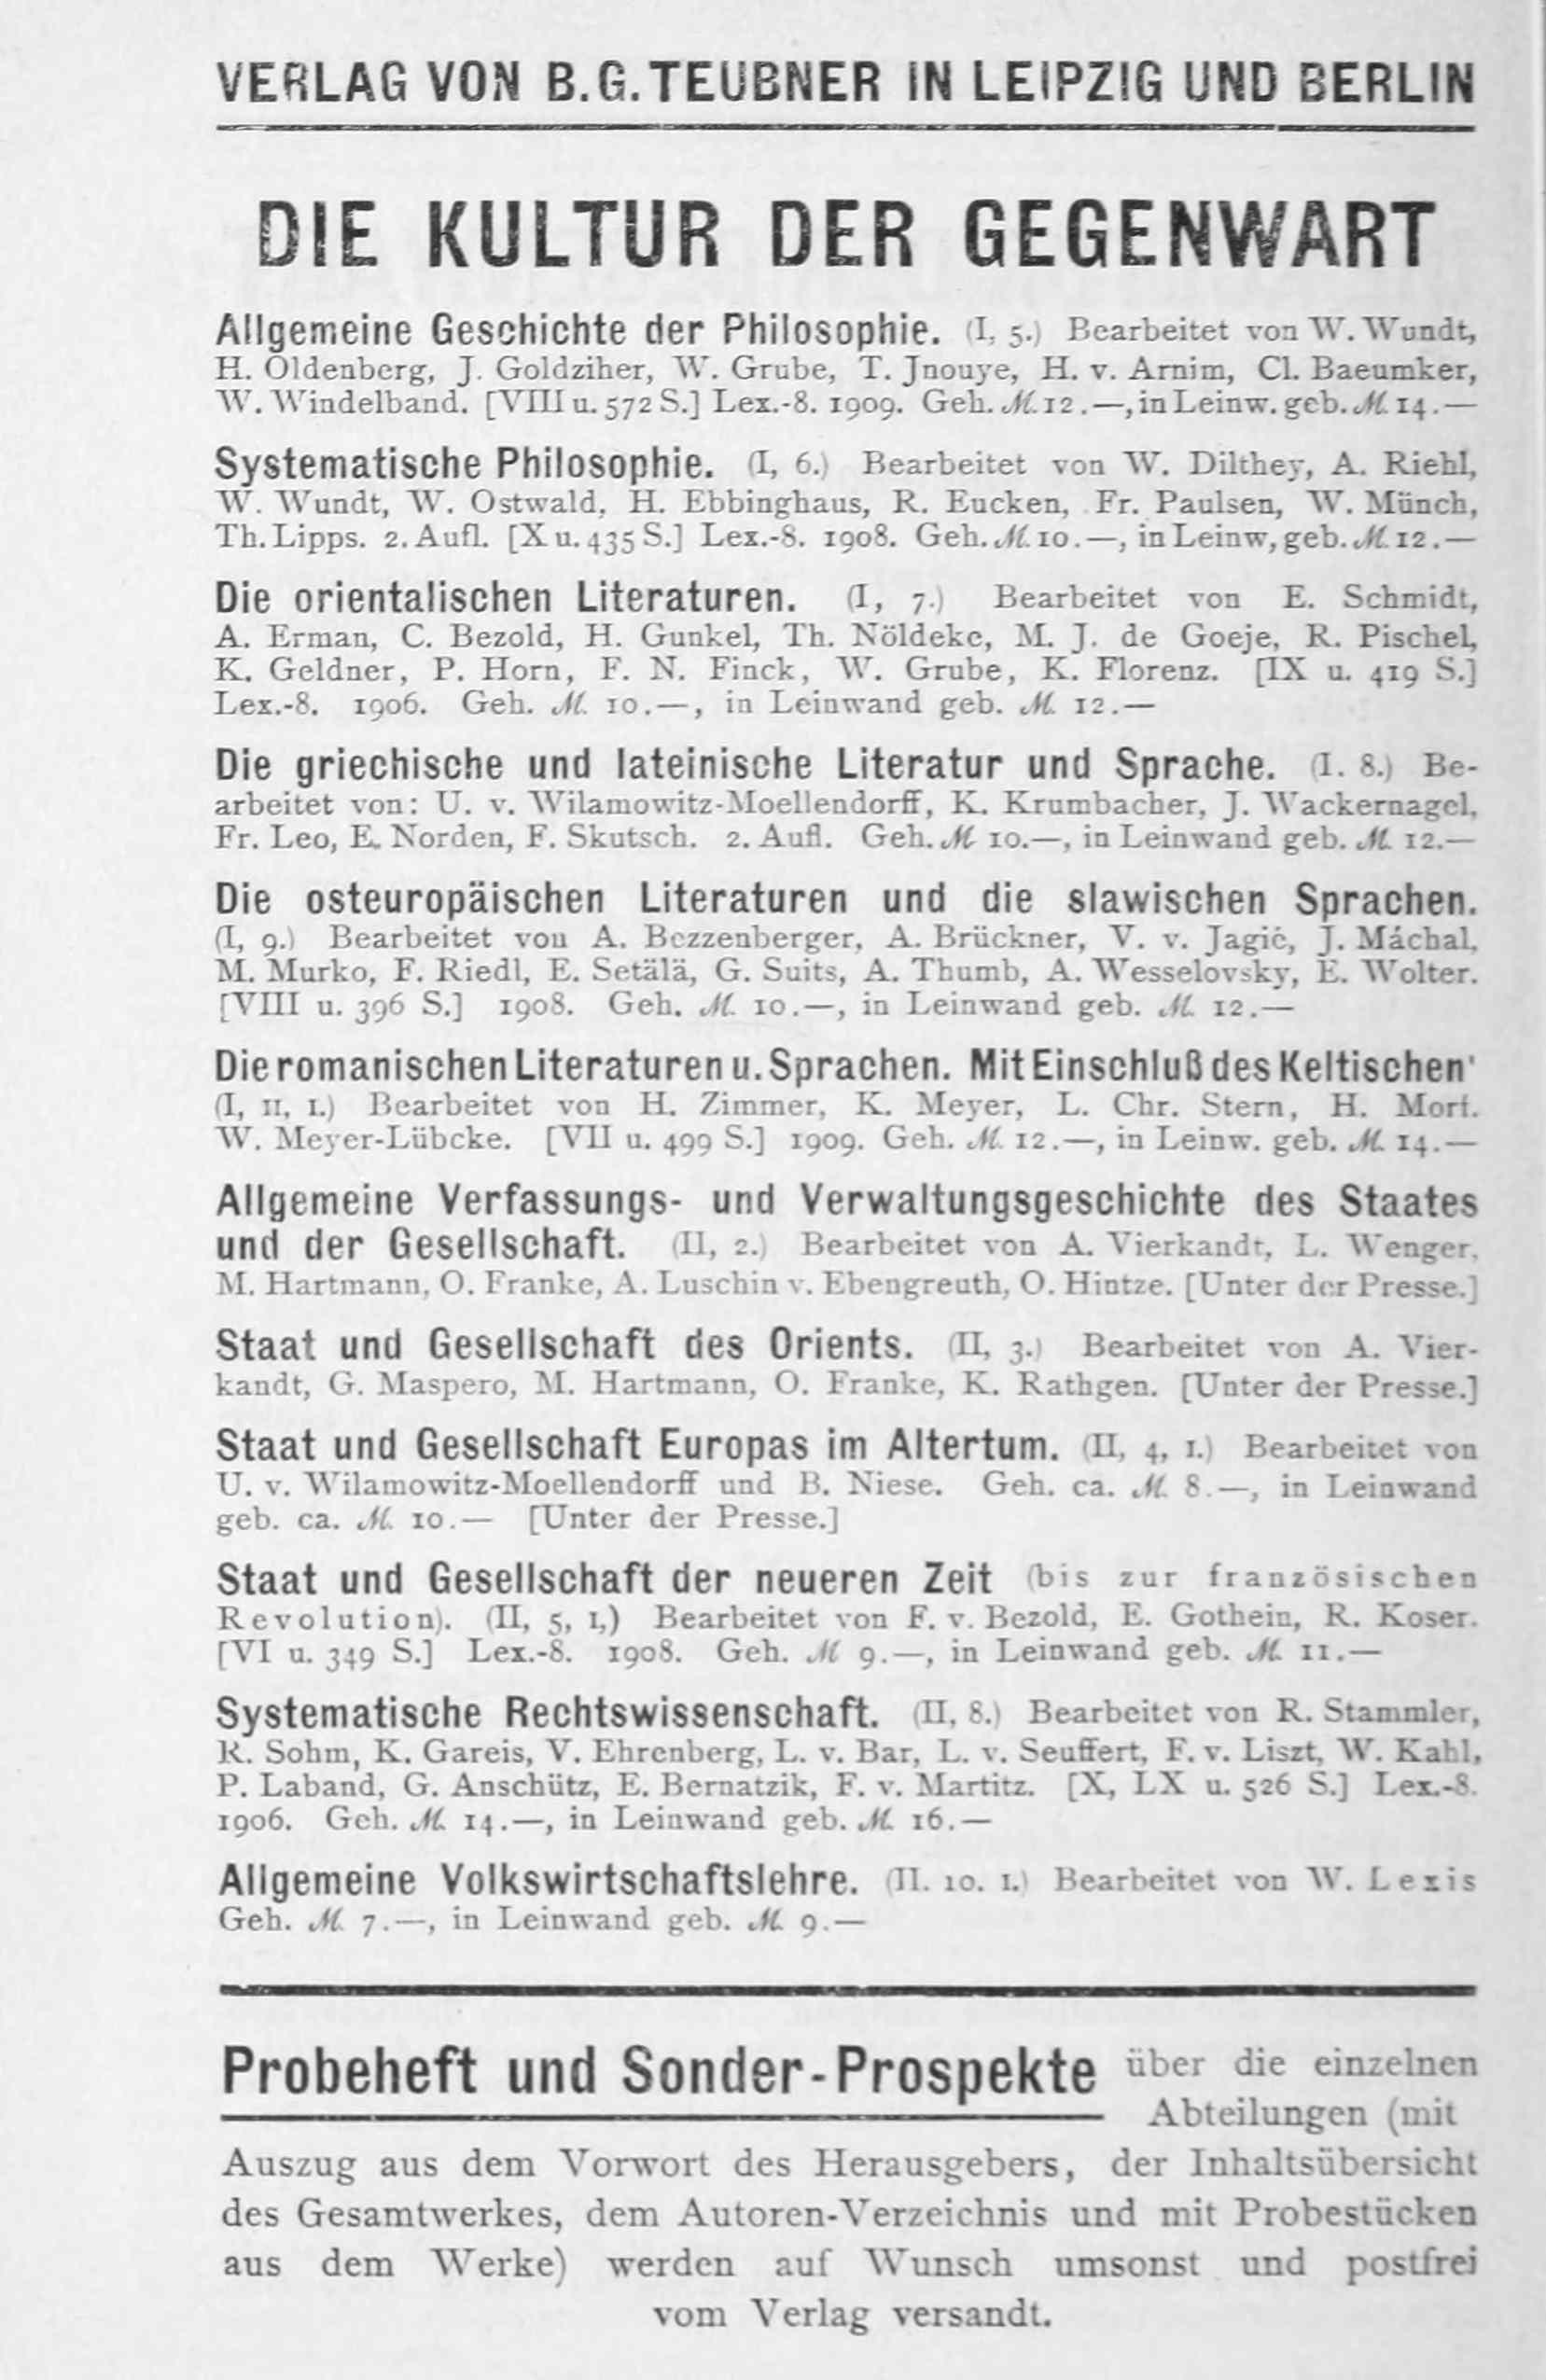 VERLAG VON B.G. TEUBNER IN LEIPZIG UND BERLIN
DIE KULTUR DER GEGENWART
Allgemeine Geschichte der Philosophie. (I, 5.) Bearbeitet von W. Wundt,
H. Oldenberg, J. Goldziher, W. Grube, T. Jnouye, H. v. Arnim, Cl. Baeumker,
W. Windelband. [VIII u. 572 S.] Lex.-8. 1909. Geh. M. 12.—, in Leinw. geb. M. 14.—
Systematische Philosophie. (I, 6.) Bearbeitet von W. Dilthey, A. Riehl,
W. Wundt, W. Ostwald, H. Ebbinghaus, R. Eucken, Fr. Paulsen, W. Münch,
Th. Lipps. 2. Aufl. [X u. 435 S.] Lex.-8. 1908. Geh. M. 10.—, in Leinw, geb. M. 12.—
Die orientalischen Literaturen. (I, 7.) Bearbeitet von E. Schmidt,
A. Erman, C. Bezold, H. Gunkel, Th. Nöldeke, M. J. de Goeje, R. Pischel,
K. Geldner, P. Horn, F. N. Finck, W. Grube, K. Florenz. [IX u. 419 S.]
Lex.-8. 1906. Geh. M. 10.—, in Leinwand geb. M. 12.—
Die griechische und lateinische Literatur und Sprache. (I. 8.) Be-
arbeitet von: U. v. Wilamowitz-Moellendorff, K. Krumbacher, J. Wackernagel,
Fr. Leo, E. Norden, F. Skutsch. 2. Aufl. Geh. M 10.—, in Leinwand geb. M. 12.—
Die osteuropäischen Literaturen und die slawischen Sprachen.
(I, 9.) Bearbeitet von A. Bezzenberger, A. Brückner, V. v. Jagić, J. Máchal,
M. Murko, F. Riedl, E. Setälä, G. Suits, A. Thumb, A. Wesselovsky, E. Wolter.
[VIII u. 396 S.] 1908. Geh. M. 10.—, in Leinwand geb. M. 12.—
Die romanischen Literaturen u. Sprachen. Mit Einschluß des Keltischen'
(I, 11, 1.) Bearbeitet von H. Zimmer, K. Meyer, L. Chr. Stern, H. Morf.
W. Meyer-Lübcke. [VII u. 499 S.] 1909. Geh. M. 12.—, in Leinw. geb. M. 14.—
Allgemeine Verfassungs- und Verwaltungsgeschichte des Staates
und der Gesellschaft. (II, 2.) Bearbeitet von A. Vierkandt, L. Wenger,
M. Hartmann, O. Franke, A. Luschin v. Ebengreuth, O. Hintze. [Unter der Presse.]
Staat und Gesellschaft des Orients. (II, 3.) Bearbeitet von A. Vier-
kandt, G. Maspero, M. Hartmann, O. Franke, K. Rathgen. [Unter der Presse.]
Staat und Gesellschaft Europas im Altertum. (II, 4, 1.) Bearbeitet von
U. v. Wilamowitz-Moellendorff und B. Niese. Geh. ca. M. 8.—, in Leinwand
geb. ca. M. 10.— [Unter der Presse.]
Staat und Gesellschaft der neueren Zeit (bis zur französischen
Revolution). (II, 5, 1,) Bearbeitet von F. v. Bezold, E. Gothein, R. Koser.
[VI u. 349 S.] Lex.-8. 1908. Geh. M 9.—, in Leinwand geb. M. 11.—
Systematische Rechtswissenschaft. (II, 8.) Bearbeitet von R. Stammler,
R. Sohm, K. Gareis, V. Ehrenberg, L. v. Bar, L. v. Seuffert, F. v. Liszt, W. Kahl,
P. Laband, G. Anschütz, E. Bernatzik, F. v. Martitz. [X, LX u. 526 S.] Lex.-8.
1906. Geh. M. 14.—, in Leinwand geb. M. 16.—
Allgemeine Volkswirtschaftslehre. (II. 10. 1.) Bearbeitet von W. Lexis
Geh. M. 7.—, in Leinwand geb. M. 9.—
Probeheft und Sonder-Prospekte über die einzelnen
Abteilungen (mit
Auszug aus dem Vorwort des Herausgebers, der Inhaltsübersicht
des Gesamtwerkes, dem Autoren-Verzeichnis und mit Probestücken
aus dem Werke) werden auf Wunsch umsonst und postfrei
vom Verlag versandt.